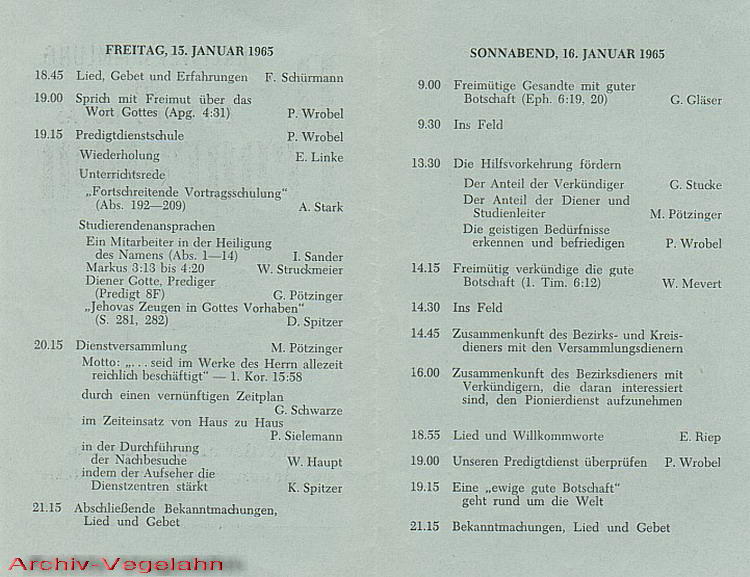 FREITAG, 15. JANUAR 1965
18.45 Lied, Gebet und Erfahrungen F. Schürmann
19.00 Sprich mit Freimut über das
Wort Gottes (Apg. 4:31) P. Wrobel
19.15 Predigtdienstschule P. Wrobel
Wiederholung E. Linke
Unterrichtsrede
„Fortschreitende Vortragsschulung“
(Abs. 192—209) A. Stark
Studierendenansprachen
Ein Mitarbeiter in der Heiligung
des Namens (Abs. 1—14) I. Sander
Markus 3:13 bis 4:20 W. Struckmeier
Diener Gottes, Prediger
(Predigt 8F) G. Pötzinger
„Jehovas Zeugen in Gottes Vorhaben“
(S. 281, 282) D. Spitzer
20.15 Dienstversammlung M. Pötzinger
Motto: „... seid im Werke des Herrn allezeit
reichlich beschäftigt“ — 1. Kor. 15:58
durch einen vernünftigen Zeitplan
G. Schwarze
im Zeiteinsatz von Haus zu Haus
P. Sielemann
in der Durchführung
der Nachbesuche W. Haupt
indem der Aufseher die
Dienstzentren stärkt K. Spitzer
21.15 Abschließende Bekanntmachungen,
Lied und Gebet
SONNABEND, 16. JANUAR 1965
9.00 Freimütige Gesandte mit guter
Botschaft (Eph. 6:19, 20) G. Gläser
9.30 Ins Feld
13.30 Die Hilfsvorkehrung fördern
Der Anteil der Verkündiger G. Stucke
Der Anteil der Diener und
Studienleiter M. Pötzinger
Die geistigen Bedürfnisse
erkennen und befriedigen P. Wrobel
14.15 Freimütig verkündige die gute
Botschaft (1. Tim. 6:12) W. Mevert
14.30 Ins Feld
14.45 Zusammenkunft des Bezirks- und Kreis-
dieners mit den Versammlungsdienern
16.00 Zusammenkunft des Bezirksdieners mit
Verkündigern, die daran interessiert
sind, den Pionierdienst aufzunehmen
18.55 Lied und Willkommworte E. Riep
19.00 Unseren Predigtdienst überprüfen P. Wrobel
19.15 Eine „ewige gute Botschaft“
geht rund um die Welt
21.15 Bekanntmachungen, Lied und Gebet
Archiv-Vegelahn